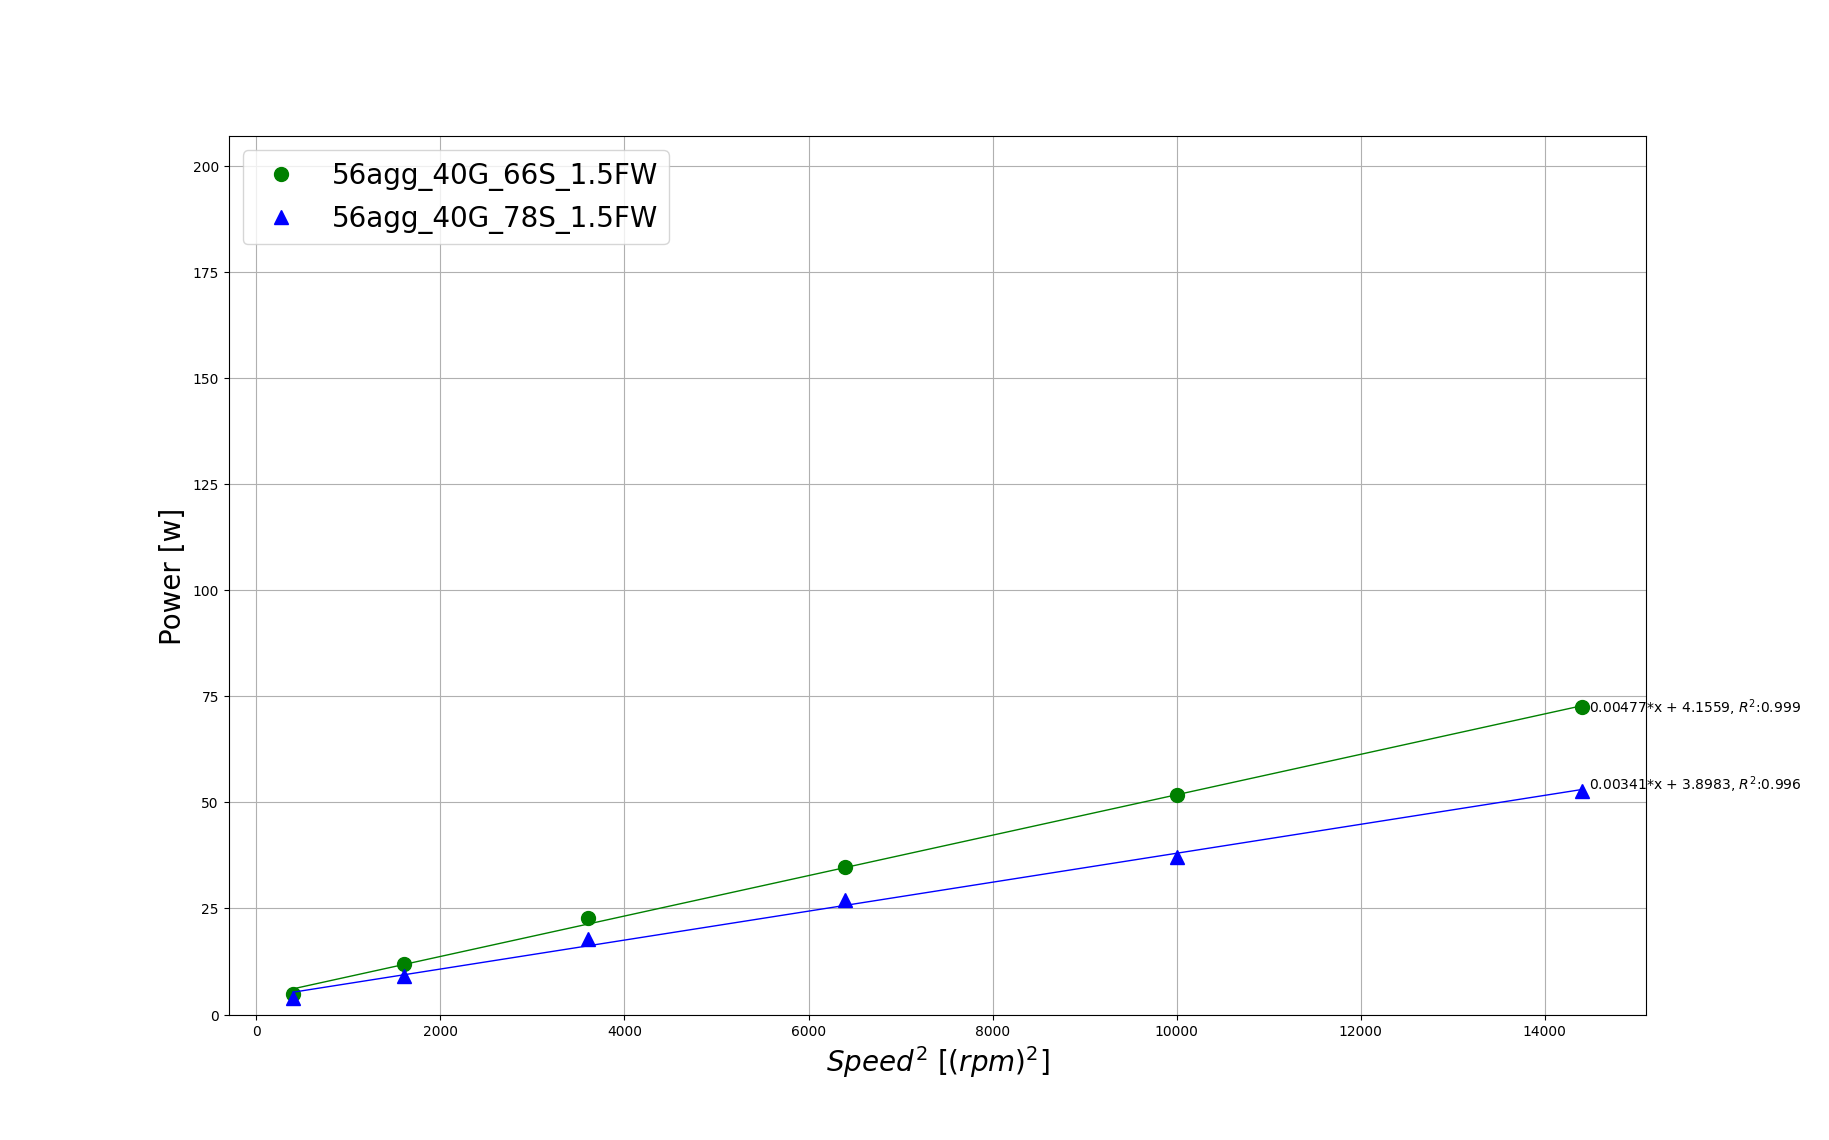 56agg_40G_66S_1.5FW
56agg_40G_78S_1.5FW
200
175
150
125
100
75
50
25
0
Power [w]
0.00477*x + 4.1559, R²:0.999
0.00341*x + 3.8983, R²:0.996
0 2000 4000 6000 8000 10000 12000 14000
Speed² [(rpm)²]